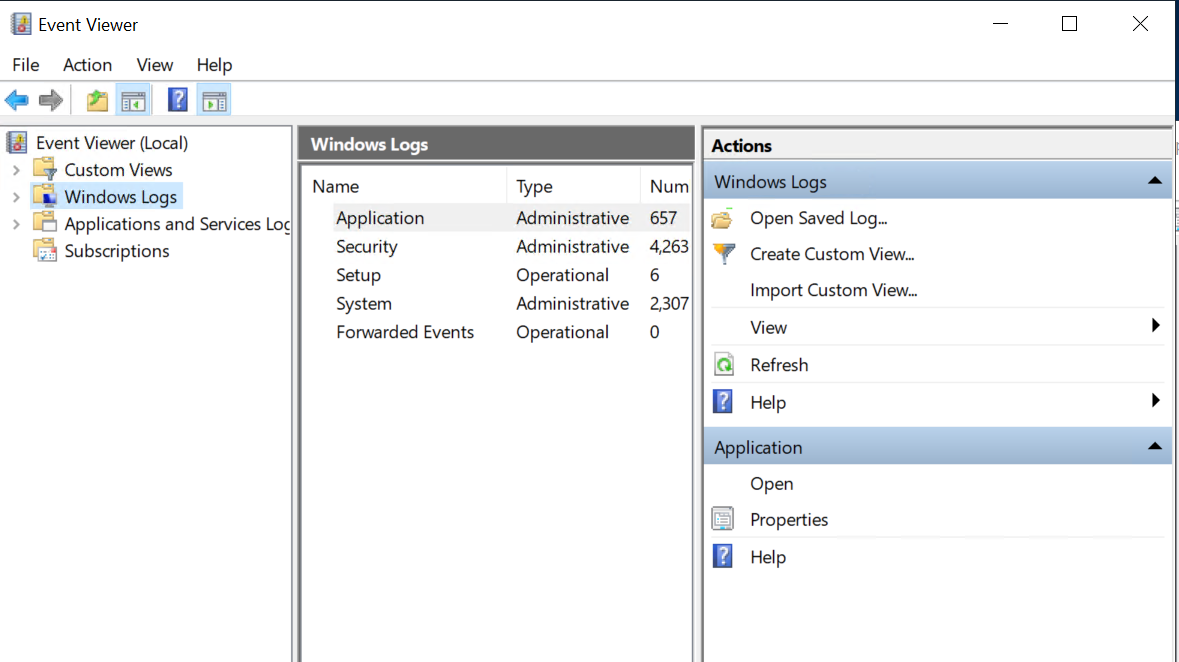 Event Viewer
File Action View Help
Event Viewer (Local)
Custom Views
Windows Logs
Applications and Services Log
Subscriptions
Windows Logs
Name Type Num
Application Administrative 657
Security Administrative 4,263
Setup Operational 6
System Administrative 2,307
Forwarded Events Operational 0
Actions
Windows Logs
Open Saved Log...
Create Custom View...
Import Custom View...
View
Refresh
Help
Application
Open
Properties
Help